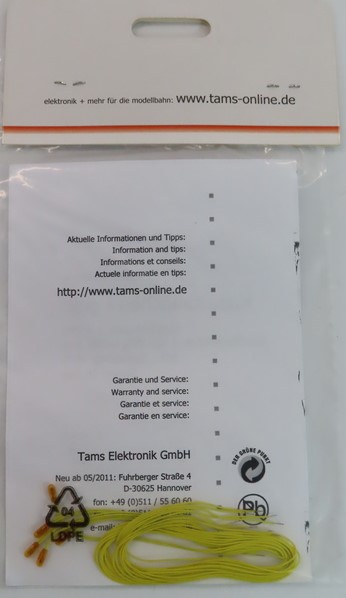 elektronik + mehr für die modellbahn: www.tams-online.de
Aktuelle Informationen und Tipps:
Information and tips:
Informations et conseils:
Actuele informatie en tips:
http://www.tams-online.de
Garantie und Service:
Warranty and service:
Garantie et service:
Garantie en service:
Tams Elektronik GmbH
Neu ab 05/2011: Fuhrberger Straße 4
D-30625 Hannover
fon: +49 (0)511 / 55 60 60
e-mail:
DER GRÜNE PUNKT
Pb
04
LDPE